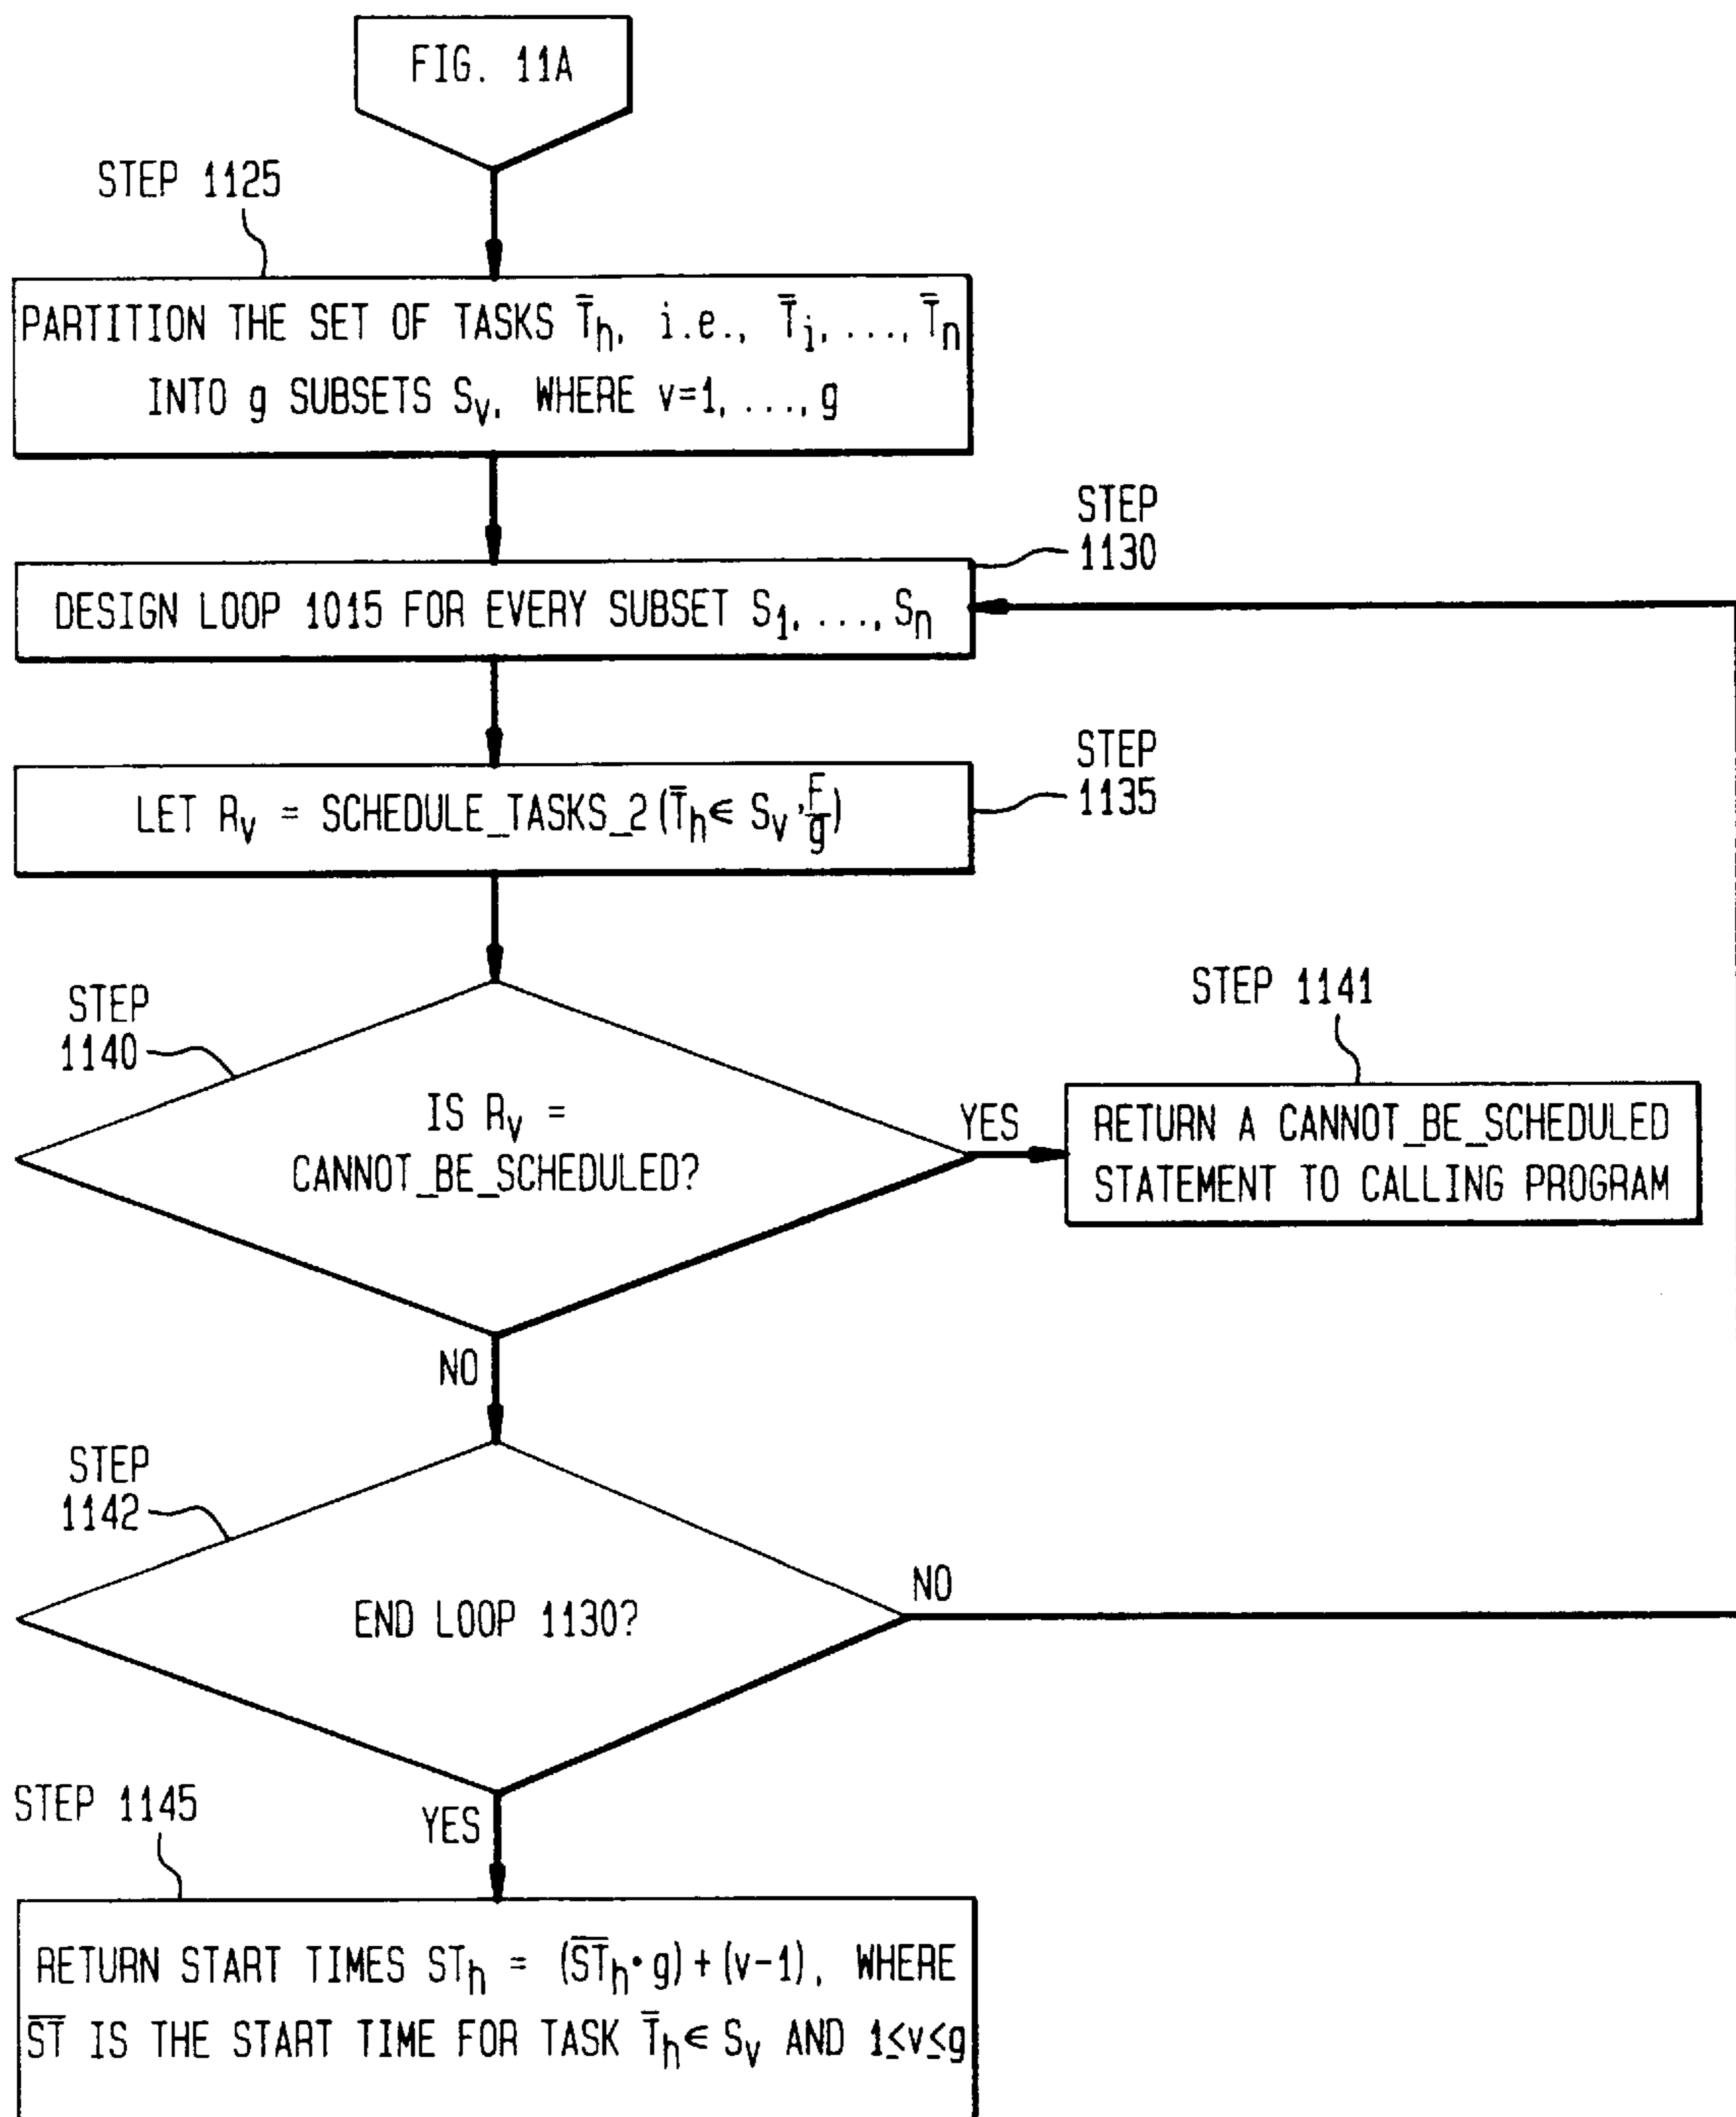 FIG. 11A
STEP 1125
PARTITION THE SET OF TASKS T̅h, i.e., T̅i, ..., T̅n
INTO g SUBSETS Sv, WHERE v=1, ..., g
STEP
1130
DESIGN LOOP 1015 FOR EVERY SUBSET S1, ..., Sn
STEP
1135
LET Rv = SCHEDULE_TASKS_2(T̅h∈ Sv,F/g)
STEP
1140
IS Rv =
CANNOT_BE_SCHEDULED?
YES
STEP 1141
RETURN A CANNOT_BE_SCHEDULED
STATEMENT TO CALLING PROGRAM
NO
STEP
1142
END LOOP 1130?
NO
YES
STEP 1145
RETURN START TIMES STh = (S̅T̅h• g)+(v-1), WHERE
S̅T̅ IS THE START TIME FOR TASK T̅h∈ Sv AND 1≤v≤g